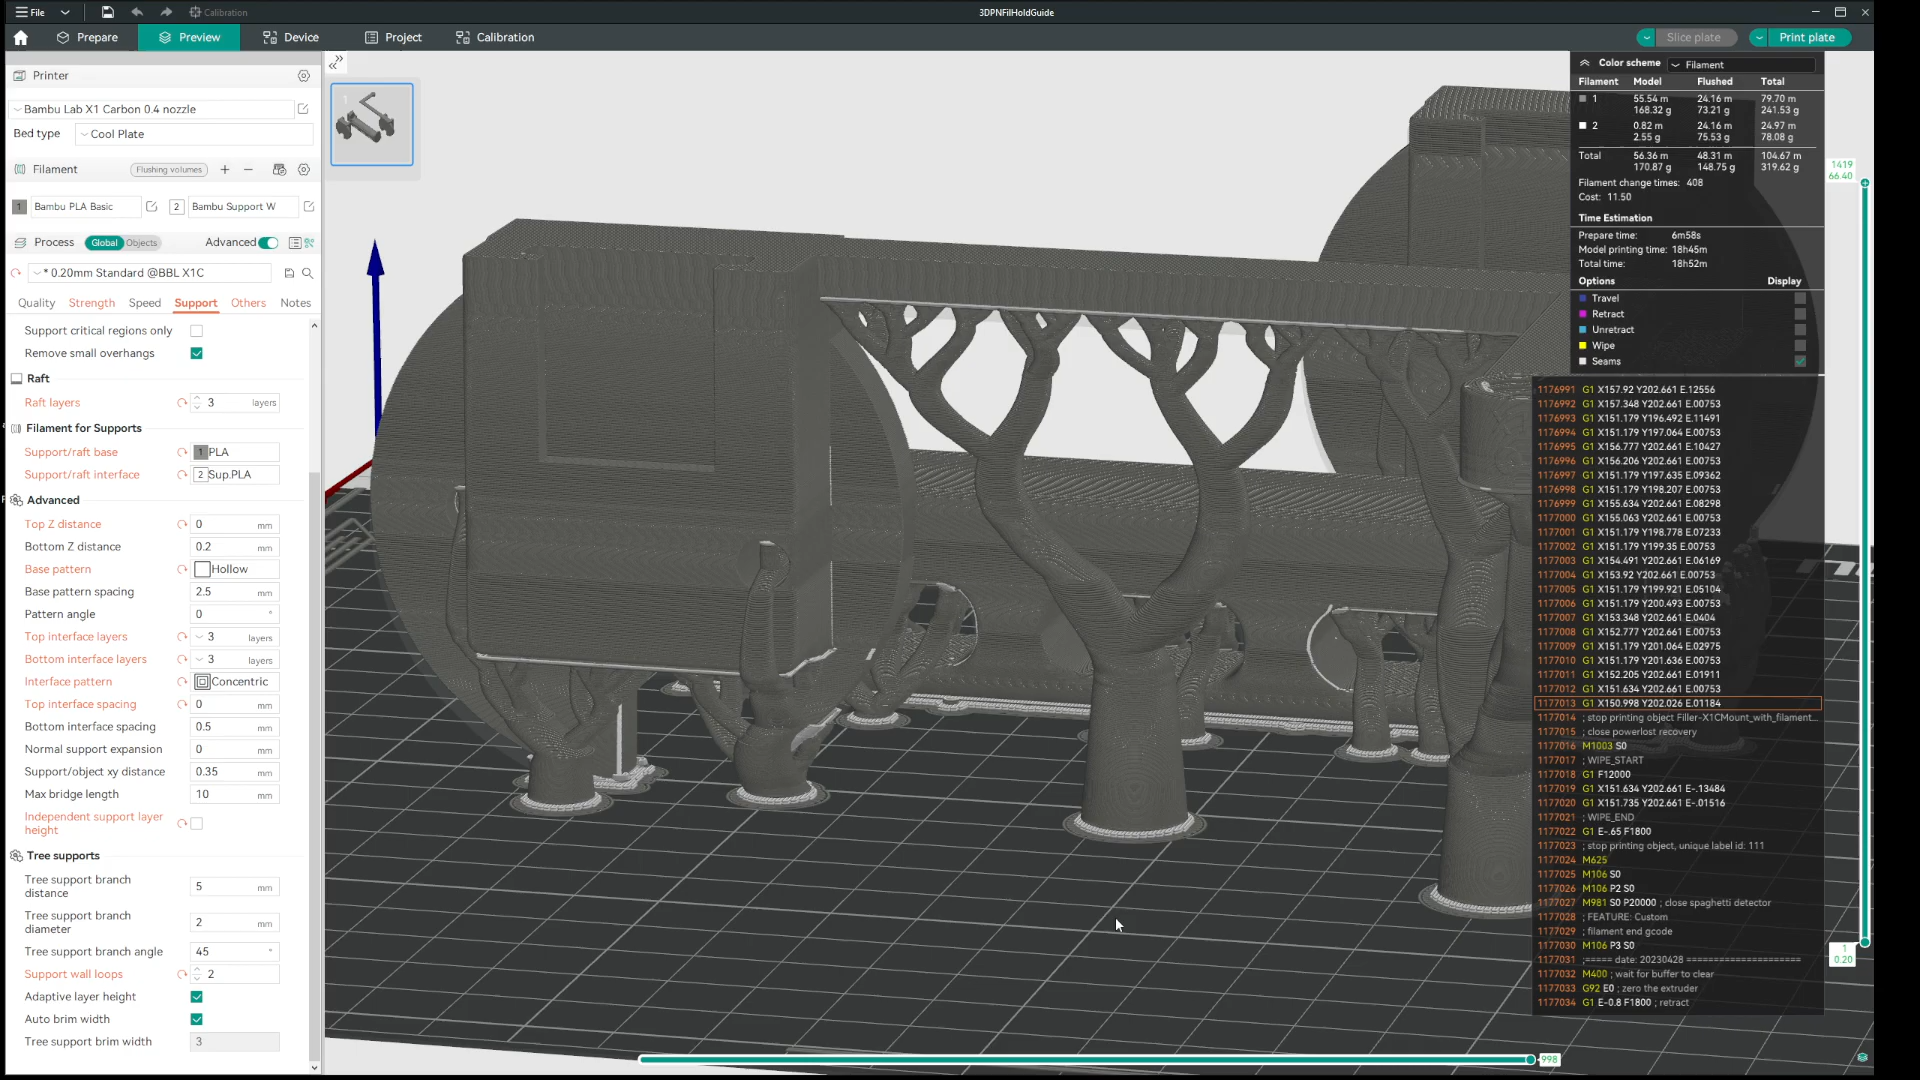 File
Calibration
3DPNFilHoldGuide
Prepare
Preview
Device
Project
Calibration
Slice plate
Print plate
Printer
Bambu Lab X1 Carbon 0.4 nozzle
Bed type
Cool Plate
Filament
Flushing volumes
1 Bambu PLA Basic
2 Bambu Support W
Process Global Objects Advanced
* 0.20mm Standard @BBL X1C
Quality Strength Speed Support Others Notes
Support critical regions only
Remove small overhangs
Raft
Raft layers 3 layers
Filament for Supports
Support/raft base 1 PLA
Support/raft interface 2 Sup.PLA
Advanced
Top Z distance 0 mm
Bottom Z distance 0.2 mm
Base pattern Hollow
Base pattern spacing 2.5 mm
Pattern angle 0 °
Top interface layers 3 layers
Bottom interface layers 3 layers
Interface pattern Concentric
Top interface spacing 0 mm
Bottom interface spacing 0.5 mm
Normal support expansion 0 mm
Support/object xy distance 0.35 mm
Max bridge length 10 mm
Independent support layer
height
Tree supports
Tree support branch
distance
5 mm
Tree support branch
diameter
2 mm
Tree support branch angle 45 °
Support wall loops 2
Adaptive layer height
Auto brim width
Tree support brim width 3
1
Color scheme Filament
Filament Model Flushed Total
1 55.54 m 24.16 m 79.70 m
168.32 g 73.21 g 241.53 g
2 0.82 m 24.16 m 24.97 m
2.55 g 75.53 g 78.08 g
Total 56.36 m 48.31 m 104.67 m
170.87 g 148.75 g 319.62 g
Filament change times: 408
Cost: 11.50
Time Estimation
Prepare time: 6m58s
Model printing time: 18h45m
Total time: 18h52m
Options Display
Travel
Retract
Unretract
Wipe
Seams
1176991 G1 X157.92 Y202.661 E.12556
1176992 G1 X157.348 Y202.661 E.00753
1176993 G1 X151.179 Y196.492 E.11491
1176994 G1 X151.179 Y197.064 E.00753
1176995 G1 X156.777 Y202.661 E.10427
1176996 G1 X156.206 Y202.661 E.00753
1176997 G1 X151.179 Y197.635 E.09362
1176998 G1 X151.179 Y198.207 E.00753
1176999 G1 X155.634 Y202.661 E.08298
1177000 G1 X155.063 Y202.661 E.00753
1177001 G1 X151.179 Y198.778 E.07233
1177002 G1 X151.179 Y199.35 E.00753
1177003 G1 X154.491 Y202.661 E.06169
1177004 G1 X153.92 Y202.661 E.00753
1177005 G1 X151.179 Y199.921 E.05104
1177006 G1 X151.179 Y200.493 E.00753
1177007 G1 X153.348 Y202.661 E.0404
1177008 G1 X152.777 Y202.661 E.00753
1177009 G1 X151.179 Y201.064 E.02975
1177010 G1 X151.179 Y201.636 E.00753
1177011 G1 X152.205 Y202.661 E.01911
1177012 G1 X151.634 Y202.661 E.00753
1177013 G1 X150.998 Y202.026 E.01184
1177014 ; stop printing object Filler-X1CMount_with_filament...
1177015 ; close powerlost recovery
1177016 M1003 S0
1177017 ; WIPE_START
1177018 G1 F12000
1177019 G1 X151.634 Y202.661 E-.13484
1177020 G1 X151.735 Y202.661 E-.01516
1177021 ; WIPE_END
1177022 G1 E-.65 F1800
1177023 ; stop printing object, unique label id: 111
1177024 M625
1177025 M106 S0
1177026 M106 P2 S0
1177027 M981 S0 P20000 ; close spaghetti detector
1177028 ; FEATURE: Custom
1177029 ; filament end gcode
1177030 M106 P3 S0
1177031 ;===== date: 20230428 =====================
1177032 M400 ; wait for buffer to clear
1177033 G92 E0 ; zero the extruder
1177034 G1 E-0.8 F1800 ; retract
1419
66.40
1
0.20
998